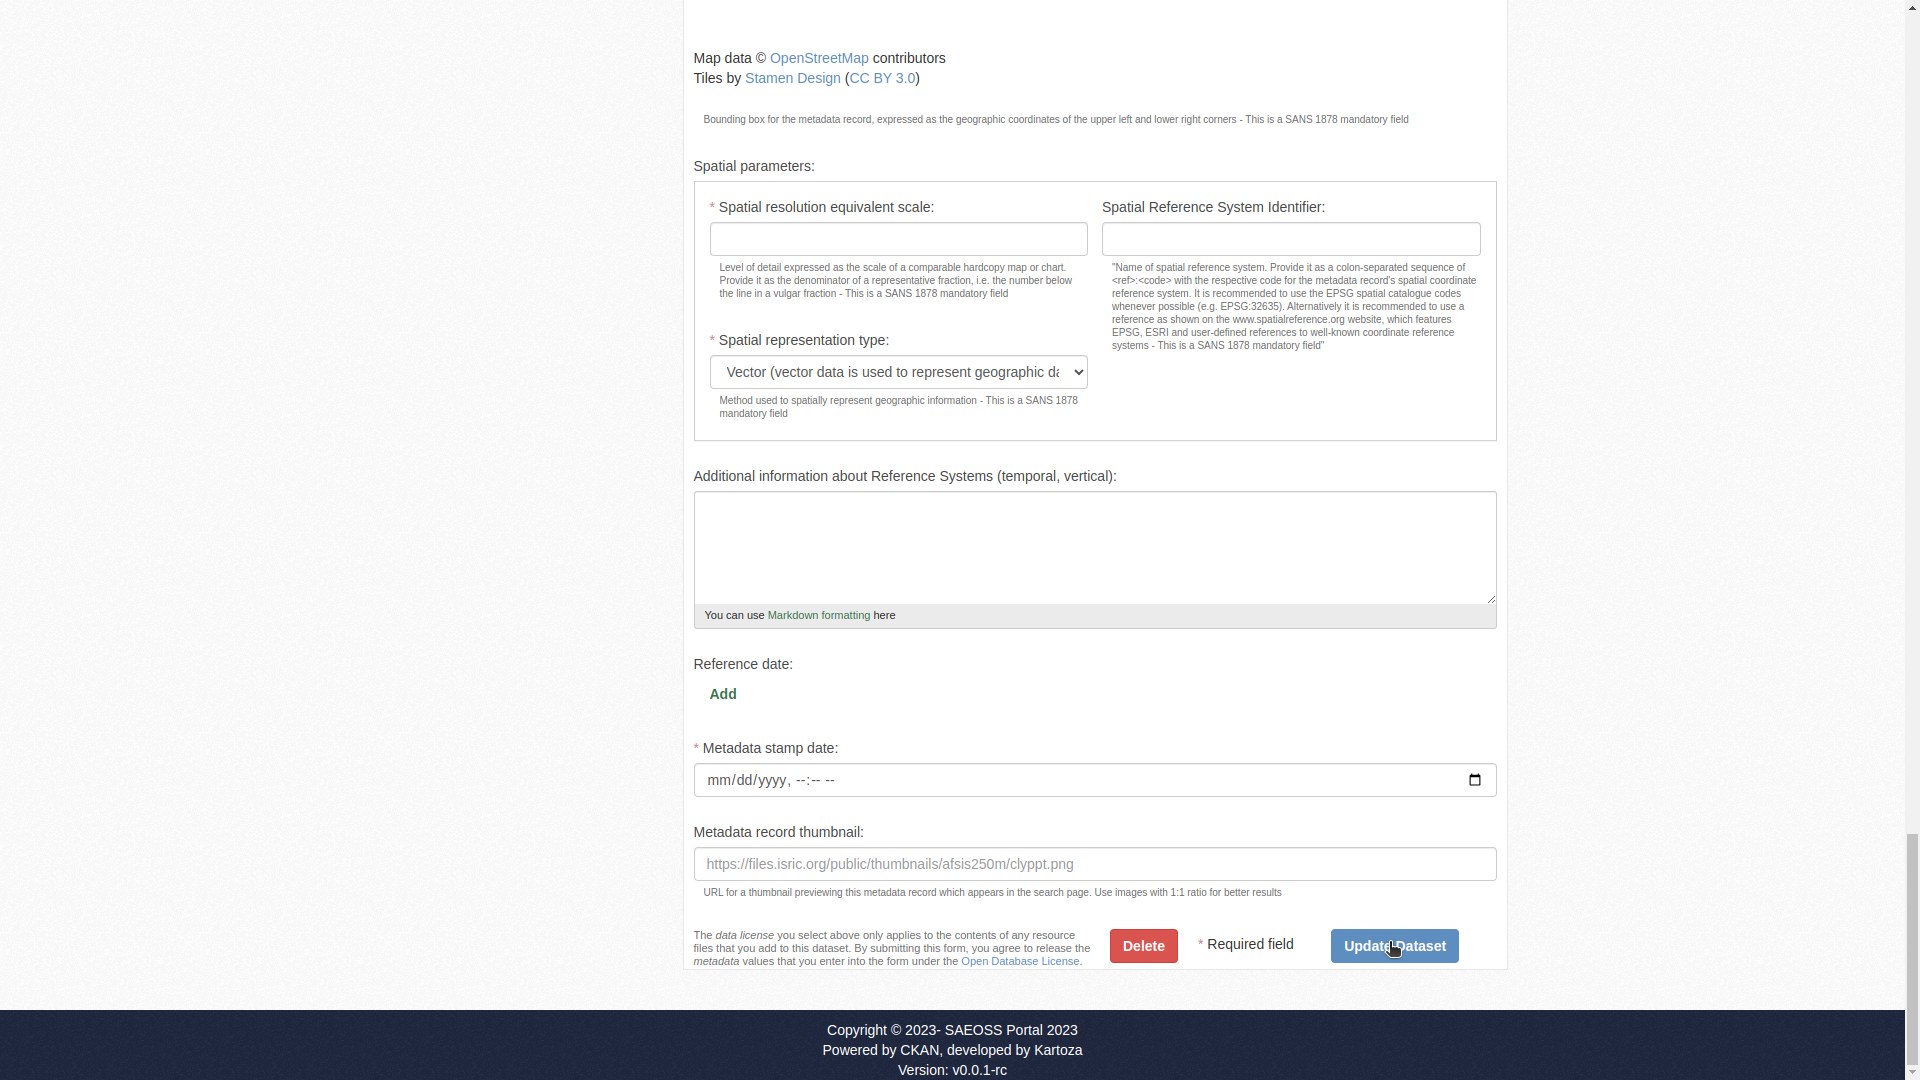 Map data © OpenStreetMap contributors
Tiles by Stamen Design (CC BY 3.0)
Bounding box for the metadata record, expressed as the geographic coordinates of the upper left and lower right corners - This is a SANS 1878 mandatory field
Spatial parameters:
* Spatial resolution equivalent scale:
Level of detail expressed as the scale of a comparable hardcopy map or chart.
Provide it as the denominator of a representative fraction, i.e. the number below
the line in a vulgar fraction - This is a SANS 1878 mandatory field
* Spatial representation type:
Vector (vector data is used to represent geographic da
Method used to spatially represent geographic information - This is a SANS 1878
mandatory field
Spatial Reference System Identifier:
"Name of spatial reference system. Provide it as a colon-separated sequence of
<ref>:<code> with the respective code for the metadata record's spatial coordinate
reference system. It is recommended to use the EPSG spatial catalogue codes
whenever possible (e.g. EPSG:32635). Alternatively it is recommended to use a
reference as shown on the www.spatialreference.org website, which features
EPSG, ESRI and user-defined references to well-known coordinate reference
systems - This is a SANS 1878 mandatory field"
Additional information about Reference Systems (temporal, vertical):
You can use Markdown formatting here
Reference date:
Add
* Metadata stamp date:
mm/dd/yyyy, --:-- --
Metadata record thumbnail:
https://files.isric.org/public/thumbnails/afsis250m/clyppt.png
URL for a thumbnail previewing this metadata record which appears in the search page. Use images with 1:1 ratio for better results
The data license you select above only applies to the contents of any resource
files that you add to this dataset. By submitting this form, you agree to release the
metadata values that you enter into the form under the Open Database License.
Delete
* Required field
Update Dataset
Copyright © 2023- SAEOSS Portal 2023
Powered by CKAN, developed by Kartoza
Version: v0.0.1-rc